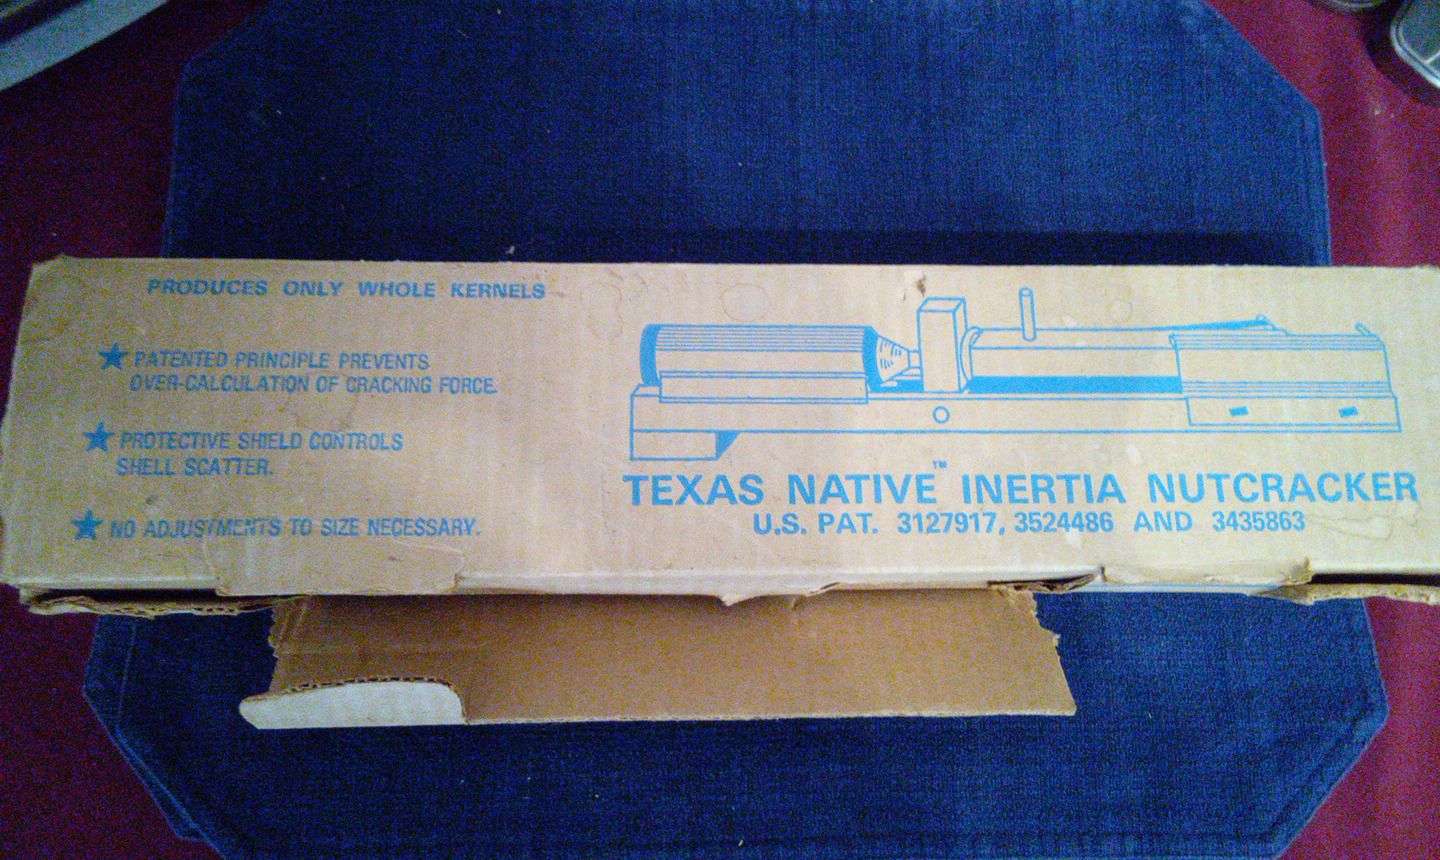 PRODUCES ONLY WHOLE KERNELS
★ PATENTED PRINCIPLE PREVENTS
OVER-CALCULATION OF CRACKING FORCE.
★ PROTECTIVE SHIELD CONTROLS
SHELL SCATTER.
★ NO ADJUSTMENTS TO SIZE NECESSARY.
TEXAS NATIVE™ INERTIA NUTCRACKER
U.S. PAT. 3127917, 3524486 AND 3435863